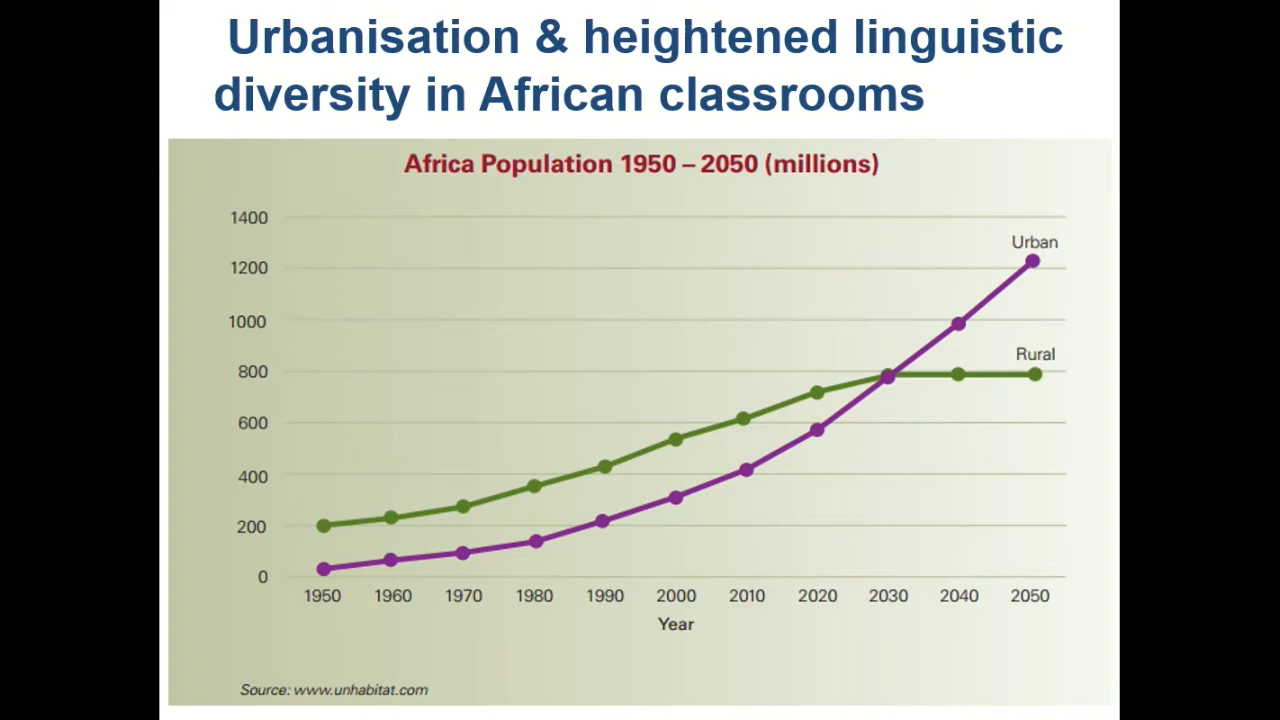 Urbanisation & heightened linguistic
diversity in African classrooms
Africa Population 1950 – 2050 (millions)
1400
Urban
1200
1000
Rural
800
600
400
200
0
1950 1960 1970 1980 1990 2000 2010 2020 2030 2040 2050
Year
Source: www.unhabitat.com